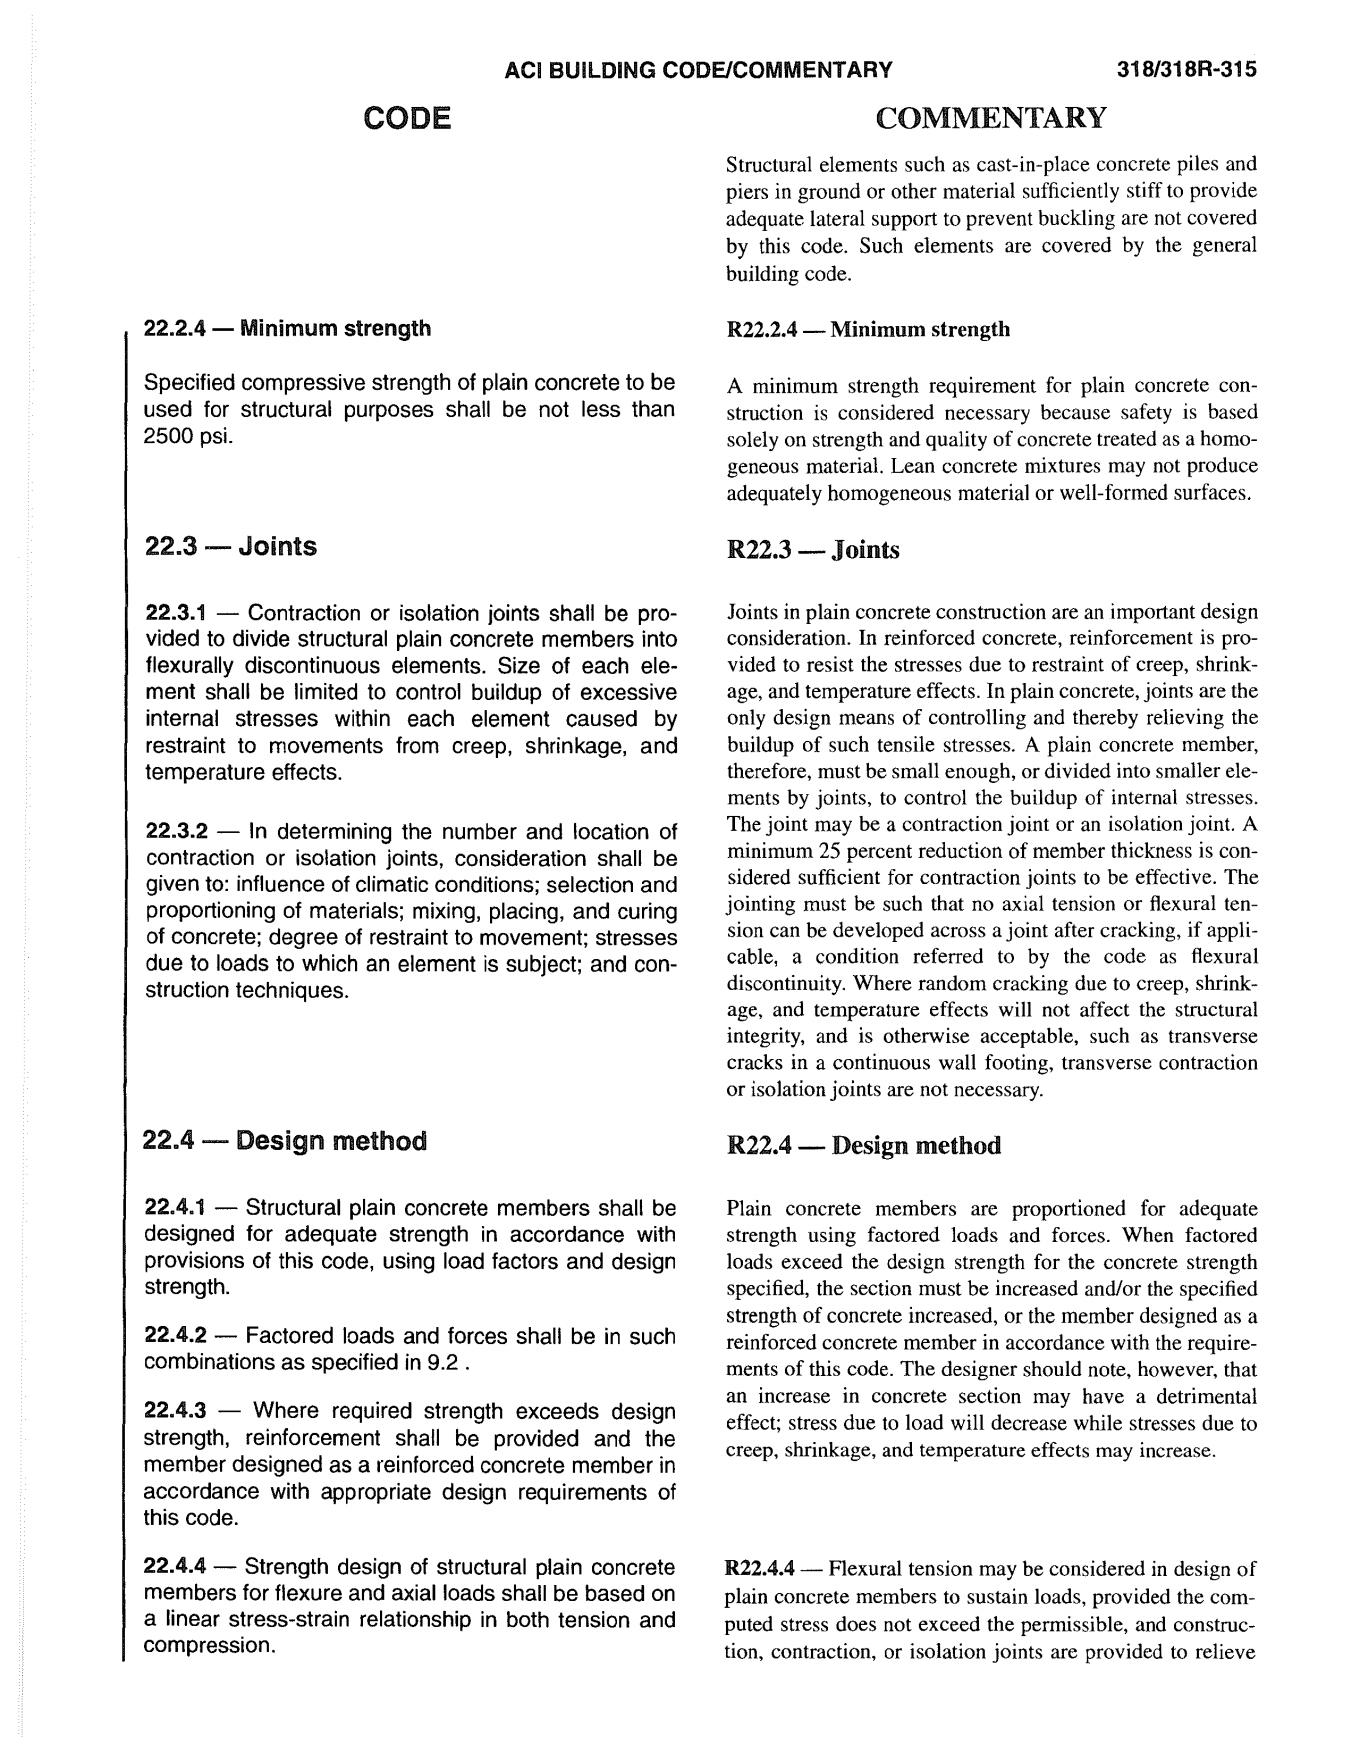 ACI BUILDING CODE/COMMENTARY 318/318R-315
CODE
22.2.4 — Minimum strength
Specified compressive strength of plain concrete to be
used for structural purposes shall be not less than
2500 psi.
22.3 — Joints
22.3.1 — Contraction or isolation joints shall be pro-
vided to divide structural plain concrete members into
flexurally discontinuous elements. Size of each ele-
ment shall be limited to control buildup of excessive
internal stresses within each element caused by
restraint to movements from creep, shrinkage, and
temperature effects.
22.3.2 — In determining the number and location of
contraction or isolation joints, consideration shall be
given to: influence of climatic conditions; selection and
proportioning of materials; mixing, placing, and curing
of concrete; degree of restraint to movement; stresses
due to loads to which an element is subject; and con-
struction techniques.
22.4 — Design method
22.4.1 — Structural plain concrete members shall be
designed for adequate strength in accordance with
provisions of this code, using load factors and design
strength.
22.4.2 — Factored loads and forces shall be in such
combinations as specified in 9.2 .
22.4.3 — Where required strength exceeds design
strength, reinforcement shall be provided and the
member designed as a reinforced concrete member in
accordance with appropriate design requirements of
this code.
22.4.4 — Strength design of structural plain concrete
members for flexure and axial loads shall be based on
a linear stress-strain relationship in both tension and
compression.
COMMENTARY
Structural elements such as cast-in-place concrete piles and
piers in ground or other material sufficiently stiff to provide
adequate lateral support to prevent buckling are not covered
by this code. Such elements are covered by the general
building code.
R22.2.4 — Minimum strength
A minimum strength requirement for plain concrete con-
struction is considered necessary because safety is based
solely on strength and quality of concrete treated as a homo-
geneous material. Lean concrete mixtures may not produce
adequately homogeneous material or well-formed surfaces.
R22.3 — Joints
Joints in plain concrete construction are an important design
consideration. In reinforced concrete, reinforcement is pro-
vided to resist the stresses due to restraint of creep, shrink-
age, and temperature effects. In plain concrete, joints are the
only design means of controlling and thereby relieving the
buildup of such tensile stresses. A plain concrete member,
therefore, must be small enough, or divided into smaller ele-
ments by joints, to control the buildup of internal stresses.
The joint may be a contraction joint or an isolation joint. A
minimum 25 percent reduction of member thickness is con-
sidered sufficient for contraction joints to be effective. The
jointing must be such that no axial tension or flexural ten-
sion can be developed across a joint after cracking, if appli-
cable, a condition referred to by the code as flexural
discontinuity. Where random cracking due to creep, shrink-
age, and temperature effects will not affect the structural
integrity, and is otherwise acceptable, such as transverse
cracks in a continuous wall footing, transverse contraction
or isolation joints are not necessary.
R22.4 — Design method
Plain concrete members are proportioned for adequate
strength using factored loads and forces. When factored
loads exceed the design strength for the concrete strength
specified, the section must be increased and/or the specified
strength of concrete increased, or the member designed as a
reinforced concrete member in accordance with the require-
ments of this code. The designer should note, however, that
an increase in concrete section may have a detrimental
effect; stress due to load will decrease while stresses due to
creep, shrinkage, and temperature effects may increase.
R22.4.4 — Flexural tension may be considered in design of
plain concrete members to sustain loads, provided the com-
puted stress does not exceed the permissible, and construc-
tion, contraction, or isolation joints are provided to relieve